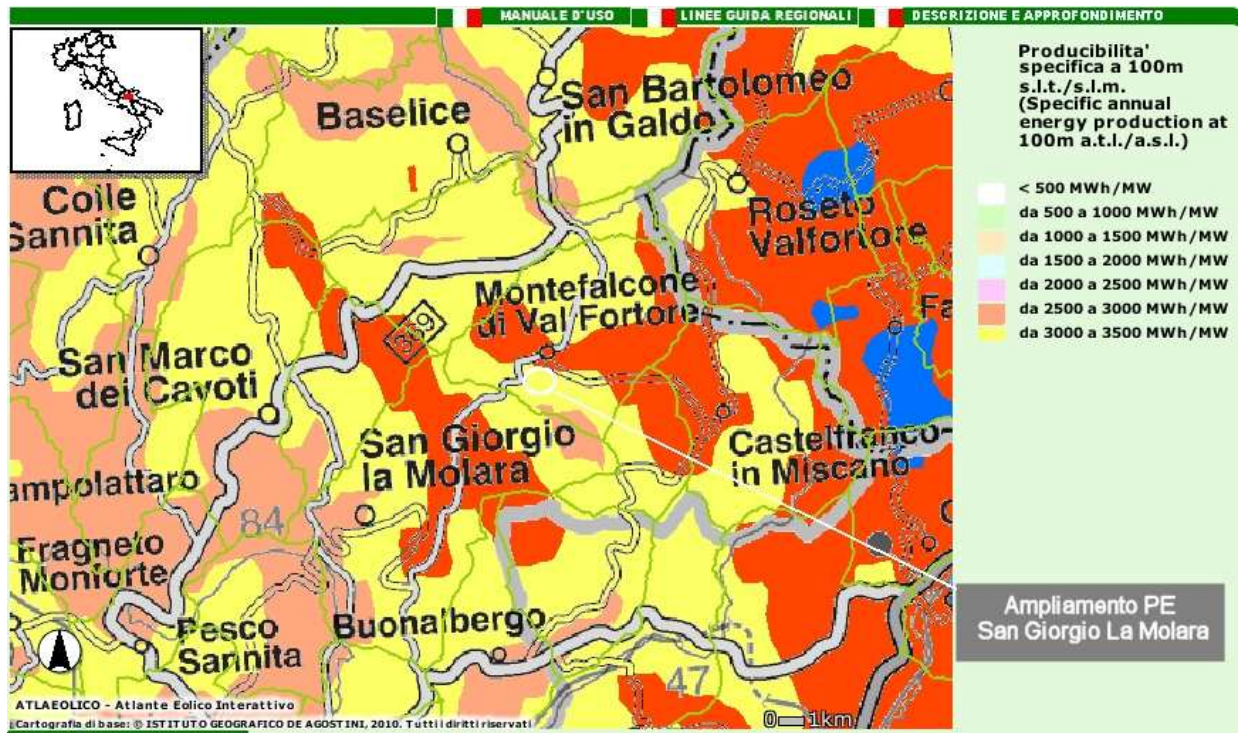 MANUALE D'USO
LINEE GUIDA REGIONALI
DESCRIZIONE E APPROFONDIMENTO
Producibilita'
specifica a 100m
s.l.t./s.l.m.
(Specific annual
energy production at
100m a.t.l./a.s.l.)
< 500 MWh/MW
da 500 a 1000 MWh/MW
da 1000 a 1500 MWh/MW
da 1500 a 2000 MWh/MW
da 2000 a 2500 MWh/MW
da 2500 a 3000 MWh/MW
da 3000 a 3500 MWh/MW
Baselice
San Bartolomeo
in Galdo
Colle
Sannita
Roseto
Valfortore
Montefalcone
di Val Fortore
Fa
369
San Marco
dei Cavoti
San Giorgio
la Molara
Castelfranco
in Miscano
ampolattaro
84
Fragneto
Monforte
Pesco
Sannita
Buonalbergo
47
Ampliamento PE
San Giorgio La Molara
ATLAEOLICO - Atlante Eolico Interattivo
Cartografia di base: © ISTITUTO GEOGRAFICO DE AGOSTINI, 2010. Tutti i diritti riservati
0 1km